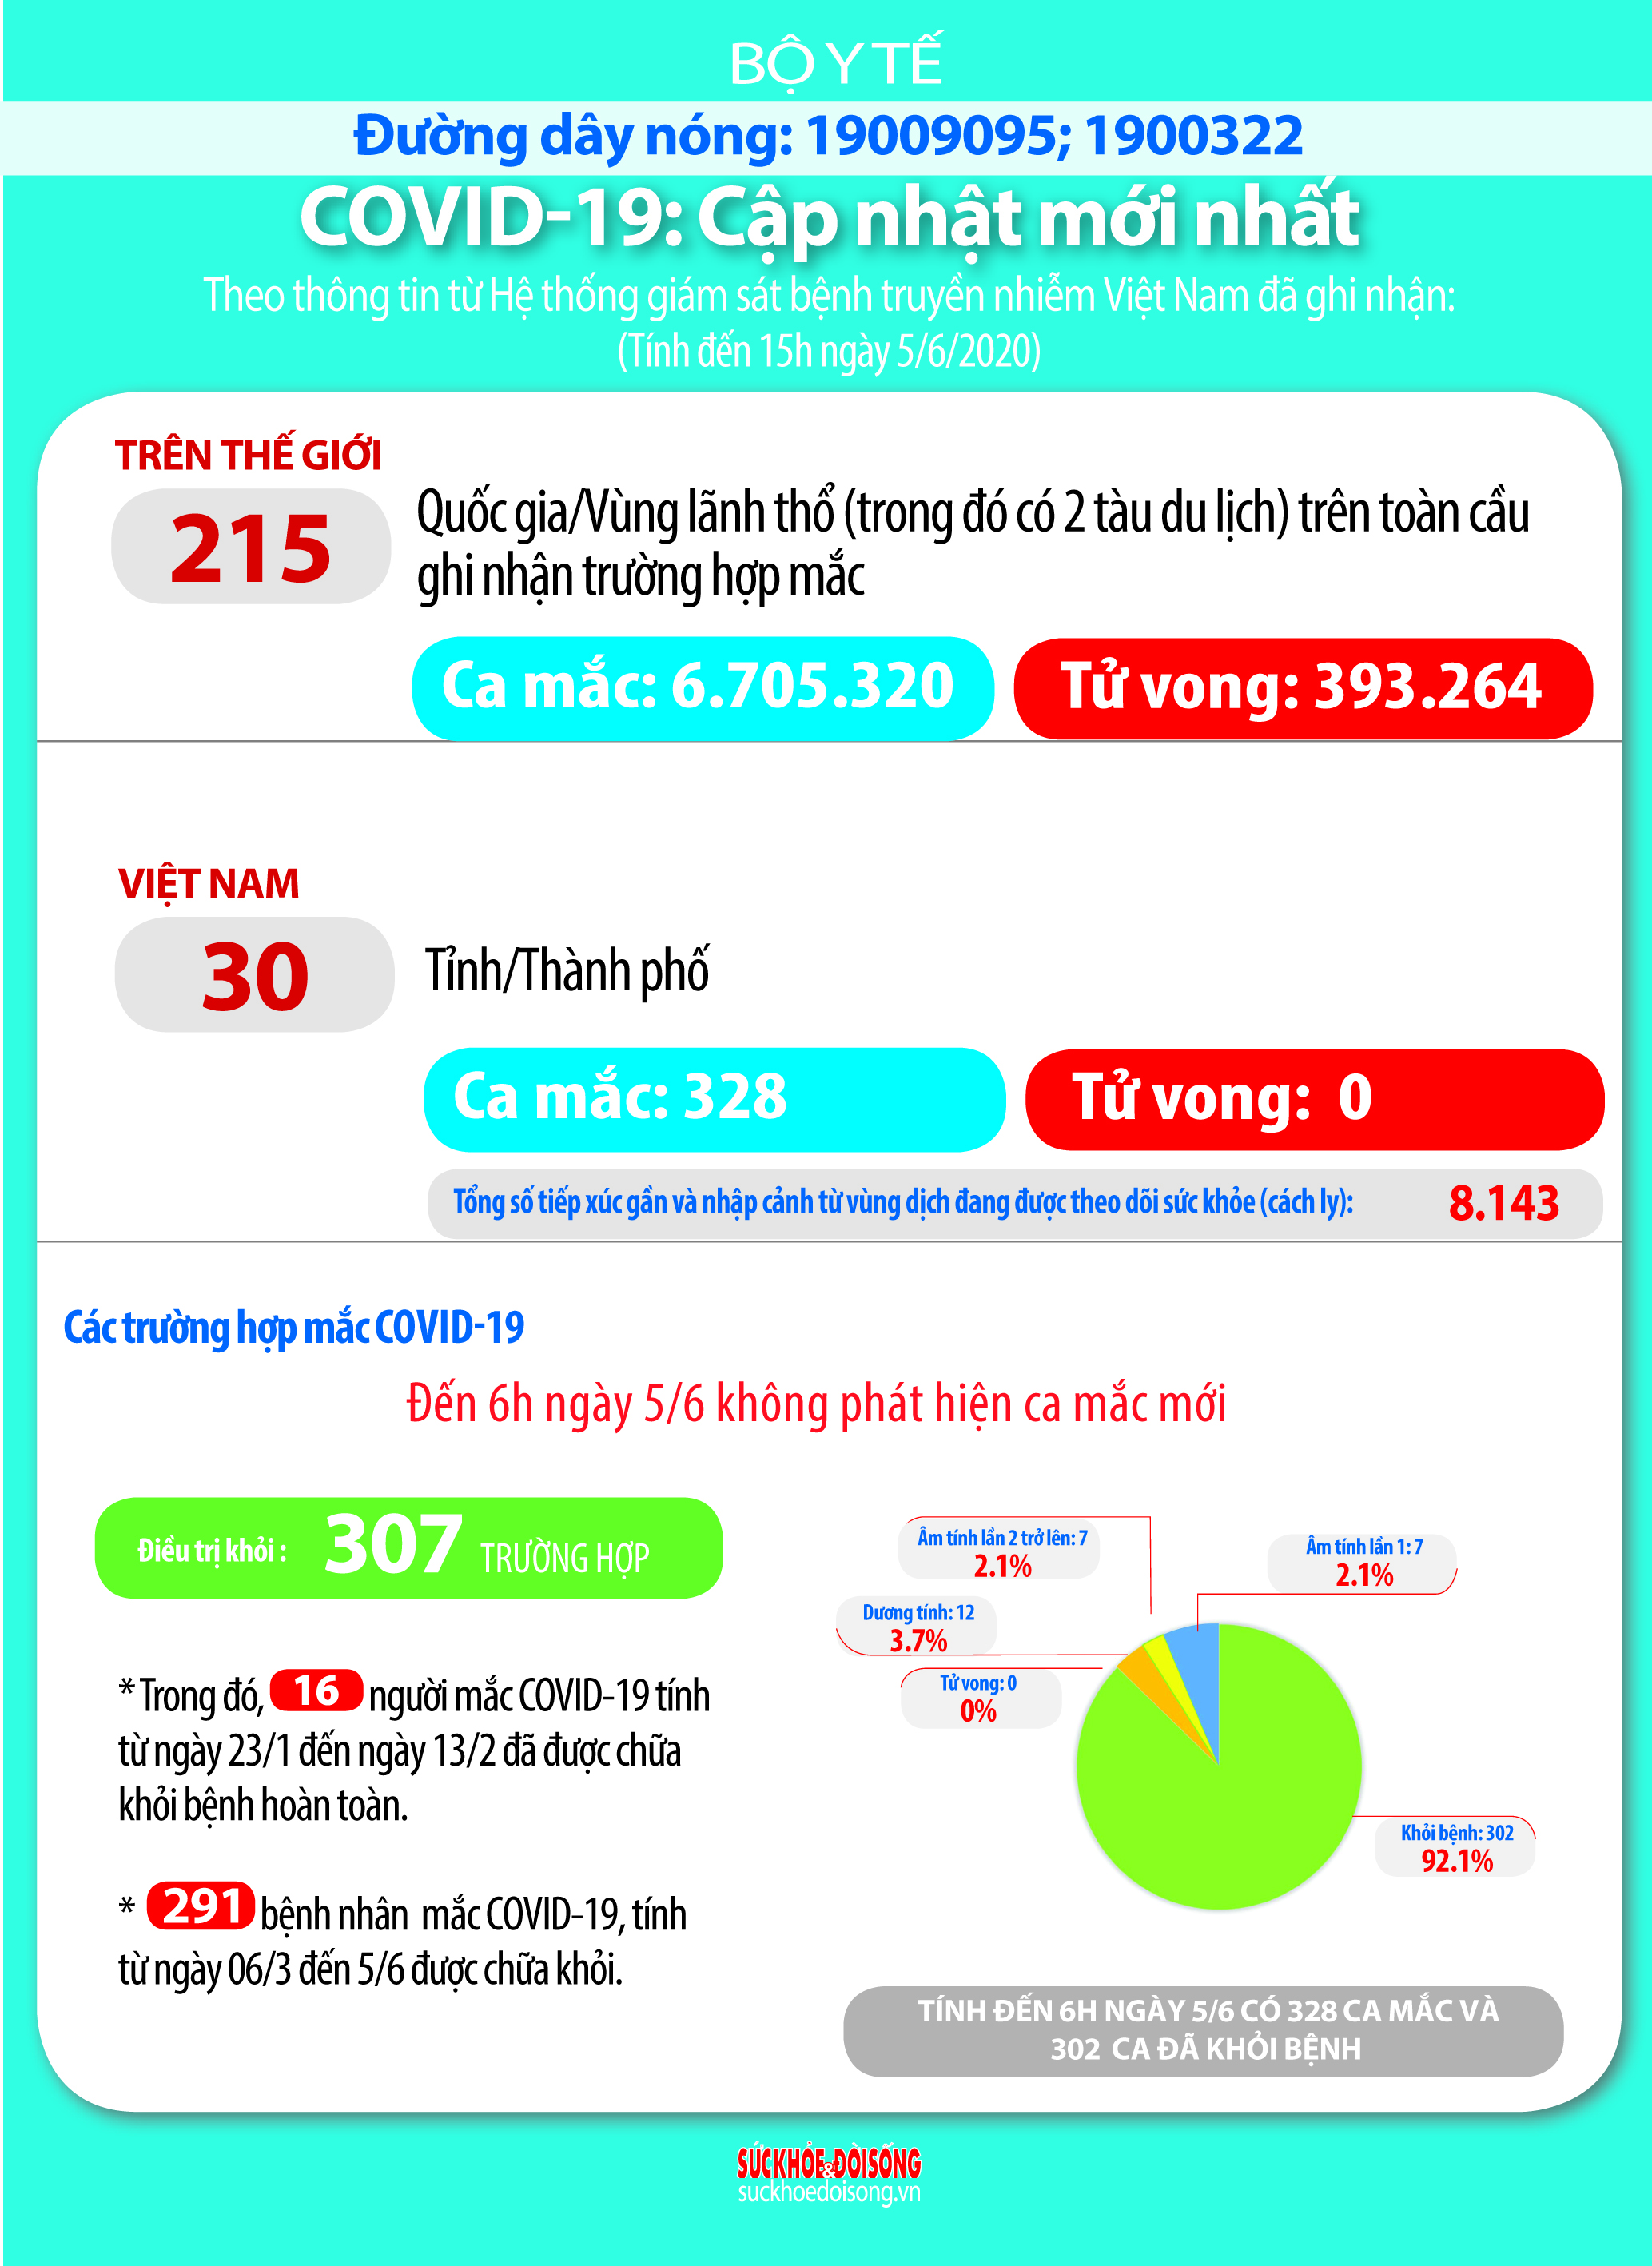 BỘ Y TẾ
Đường dây nóng: 19009095; 1900322
COVID-19: Cập nhật mới nhất
Theo thông tin từ Hệ thống giám sát bệnh truyền nhiễm Việt Nam đã ghi nhận:
(Tính đến 15h ngày 5/6/2020)
TRÊN THẾ GIỚI
215
Quốc gia/Vùng lãnh thổ (trong đó có 2 tàu du lịch) trên toàn cầu
ghi nhận trường hợp mắc
Ca mắc: 6.705.320
Tử vong: 393.264
VIỆT NAM
30
Tỉnh/Thành phố
Ca mắc: 328
Tử vong: 0
Tổng số tiếp xúc gần và nhập cảnh từ vùng dịch đang được theo dõi sức khỏe (cách ly): 8.143
Các trường hợp mắc COVID-19
Đến 6h ngày 5/6 không phát hiện ca mắc mới
Điều trị khỏi : 307 TRƯỜNG HỢP
* Trong đó, 16 người mắc COVID-19 tính
từ ngày 23/1 đến ngày 13/2 đã được chữa
khỏi bệnh hoàn toàn.
* 291 bệnh nhân mắc COVID-19, tính
từ ngày 06/3 đến 5/6 được chữa khỏi.
Âm tính lần 2 trở lên: 7
2.1%
Âm tính lần 1: 7
2.1%
Dương tính: 12
3.7%
Tử vong: 0
0%
Khỏi bệnh: 302
92.1%
TÍNH ĐẾN 6H NGÀY 5/6 CÓ 328 CA MẮC VÀ
302 CA ĐÃ KHỎI BỆNH
SỨCKHỎE&ĐỜISỐNG
suckhoedoisong.vn